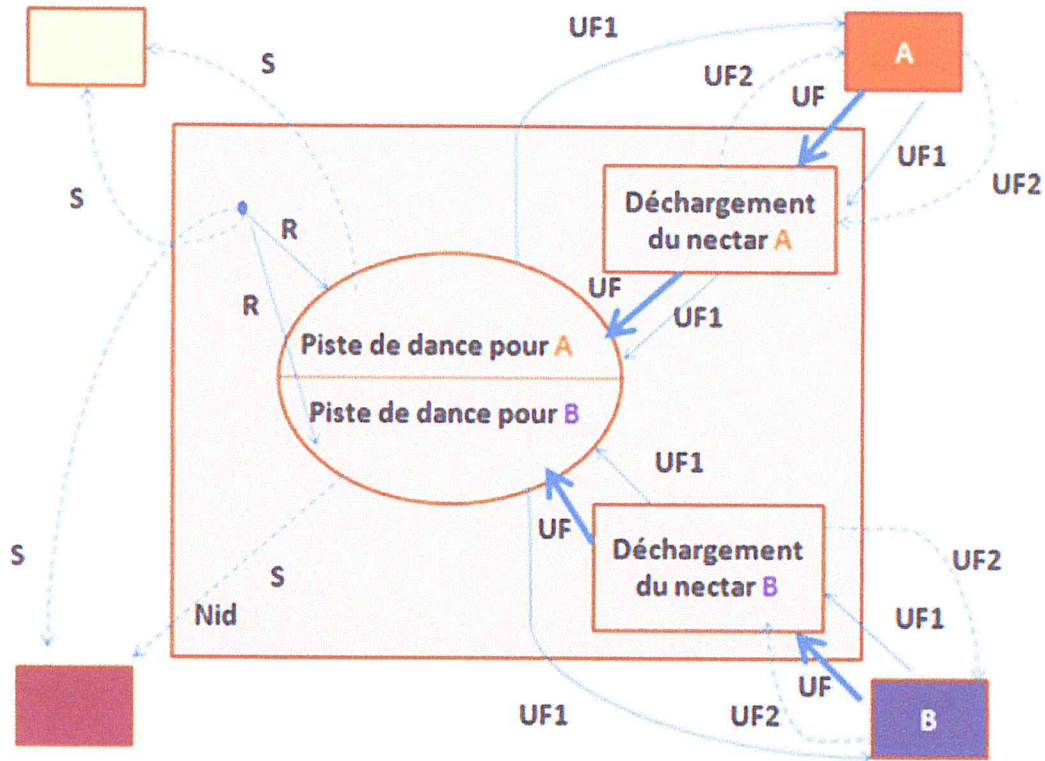 UF1
A
S
UF2
UF
UF1
S
UF2
Déchargement
du nectar A
R
UF
R
UF1
Piste de dance pour A
Piste de dance pour B
UF1
UF
S
S
Déchargement
du nectar B
UF2
Nid
UF1
UF
UF1
UF2
B